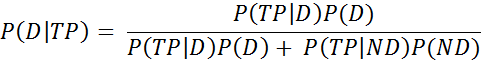 P(D|TP) = P(TP|D)P(D) / P(TP|D)P(D) + P(TP|ND)P(ND)